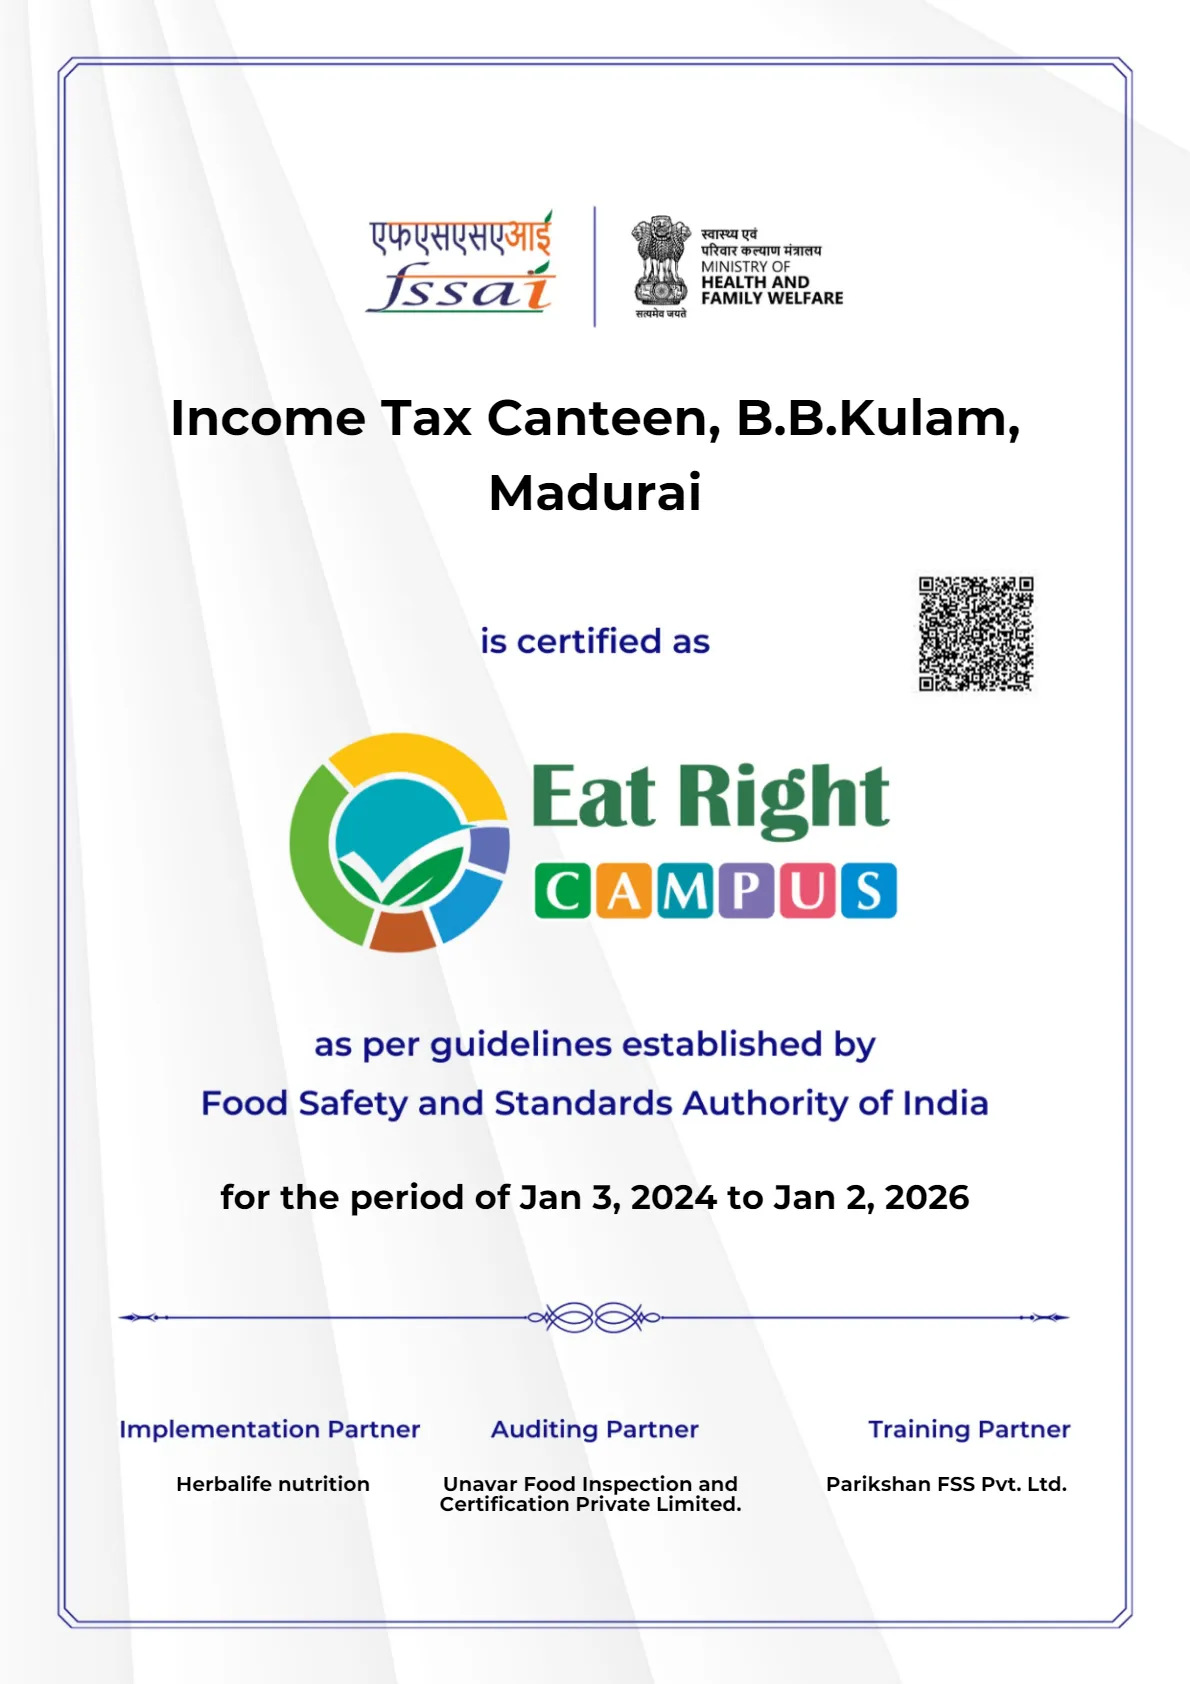 एफएसएसएआई
fssai
स्वास्थ्य एवं
परिवार कल्याण मंत्रालय
MINISTRY OF
HEALTH AND
FAMILY WELFARE
सत्यमेव जयते
Income Tax Canteen, B.B.Kulam,
Madurai
is certified as
Eat Right
CAMPUS
as per guidelines established by
Food Safety and Standards Authority of India
for the period of Jan 3, 2024 to Jan 2, 2026
Implementation Partner Auditing Partner Training Partner
Herbalife nutrition Unavar Food Inspection and Parikshan FSS Pvt. Ltd.
Certification Private Limited.